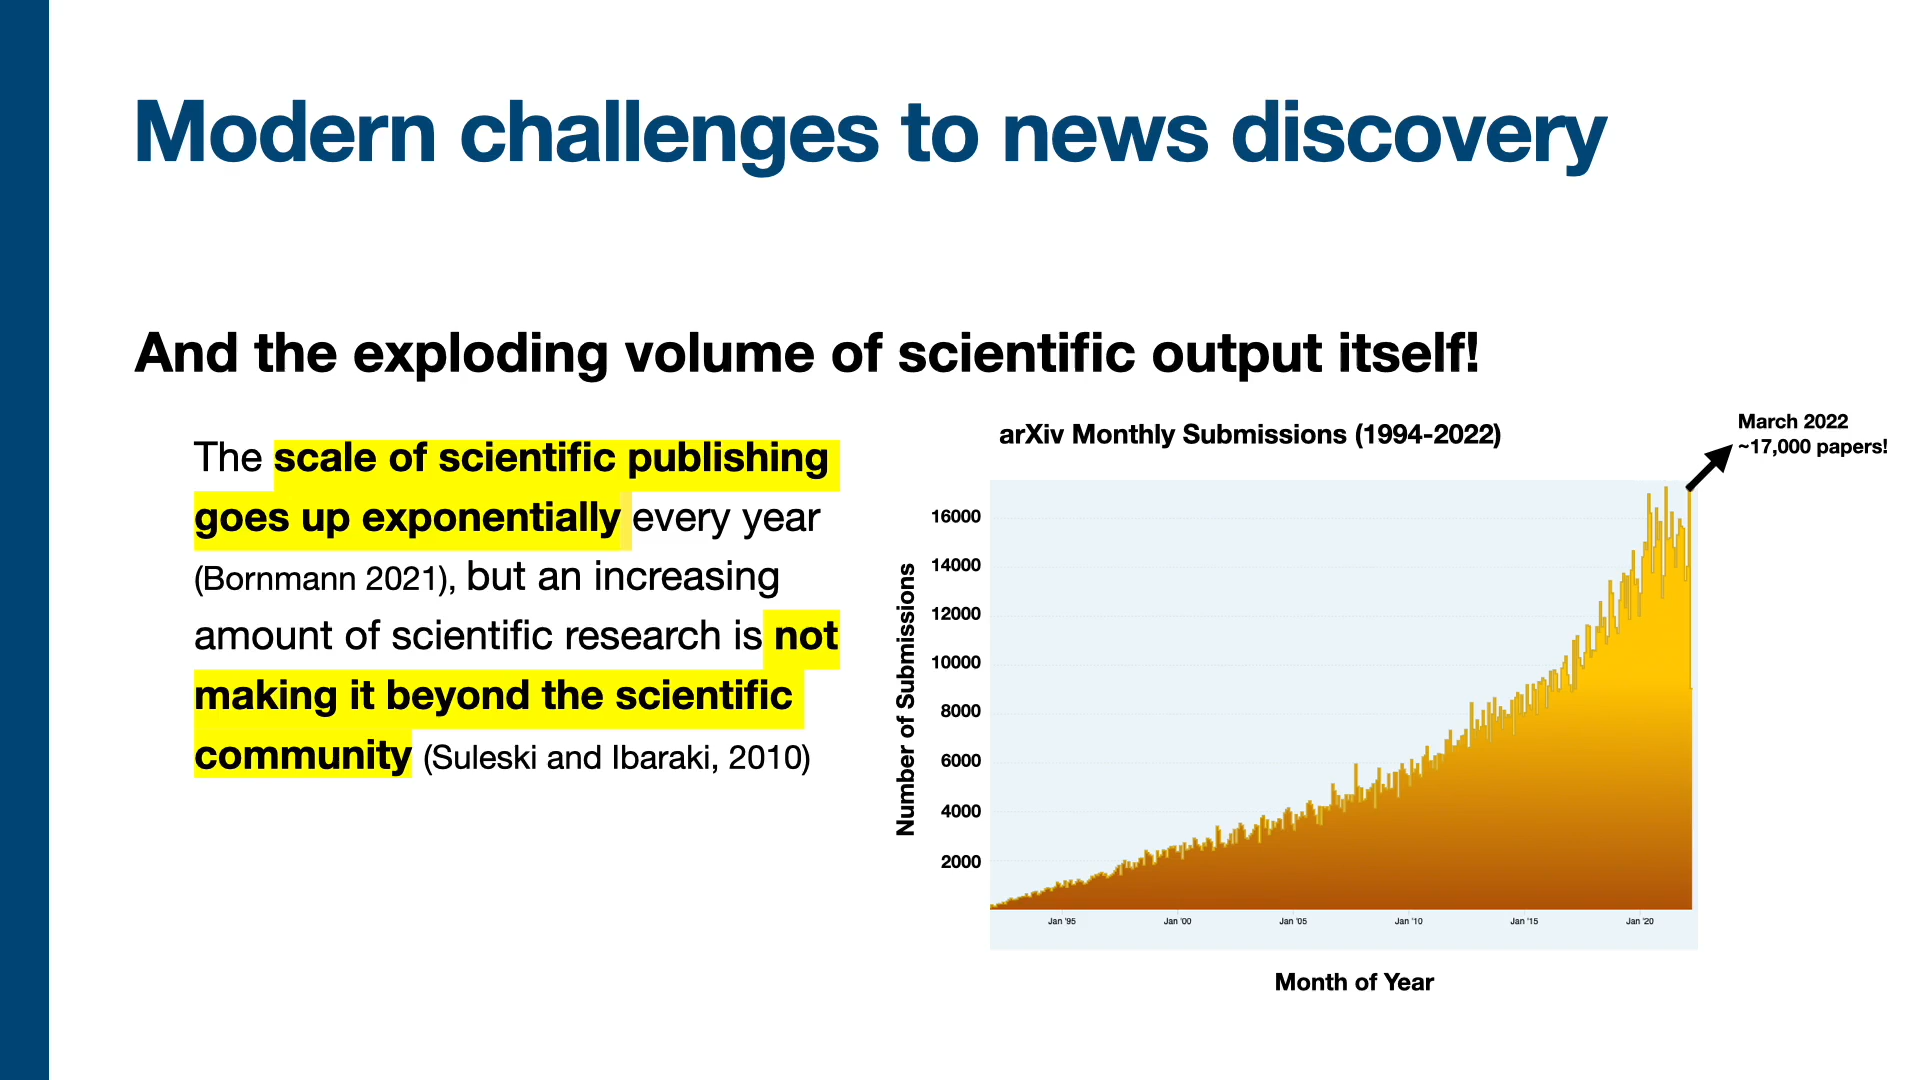 Modern challenges to news discovery
And the exploding volume of scientific output itself!
The scale of scientific publishing
goes up exponentially every year
(Bornmann 2021), but an increasing
amount of scientific research is not
making it beyond the scientific
community (Suleski and Ibaraki, 2010)
arXiv Monthly Submissions (1994-2022)
March 2022
~17,000 papers!
Number of Submissions
16000
14000
12000
10000
8000
6000
4000
2000
Jan '95 Jan '00 Jan '05 Jan '10 Jan '15 Jan '20
Month of Year